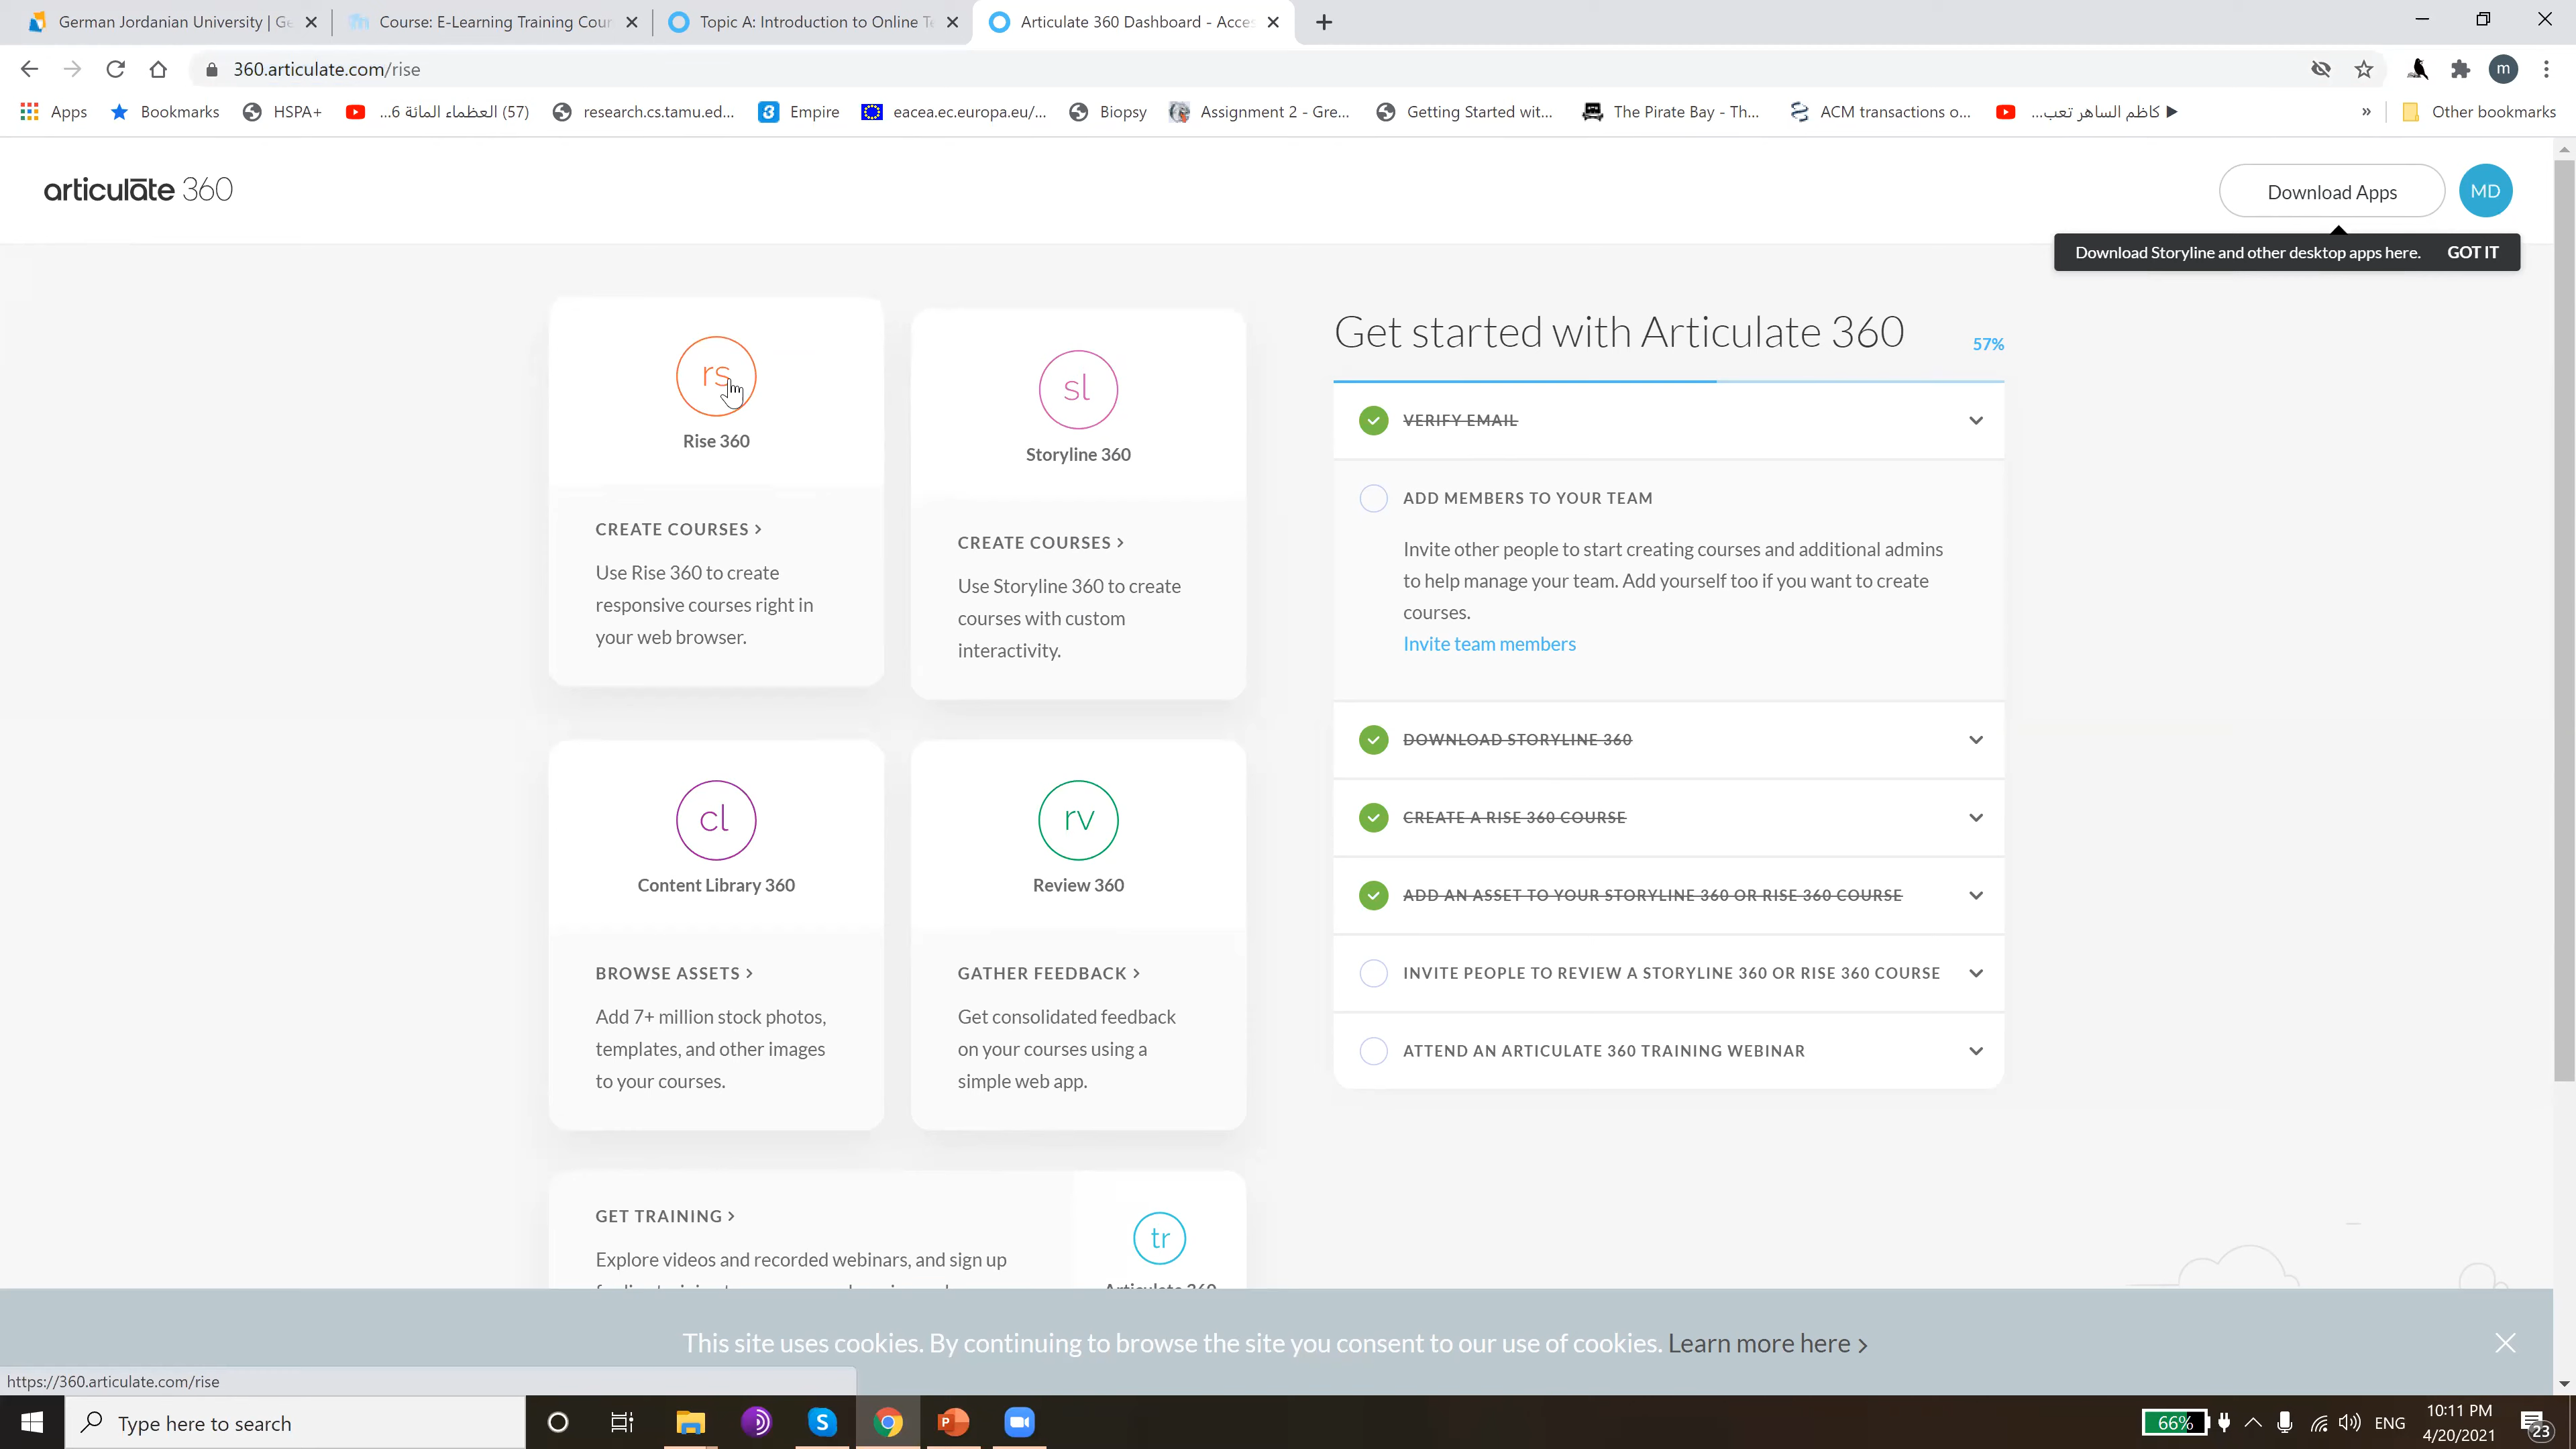 German Jordanian University | Ge
Course: E-Learning Training Cour
Topic A: Introduction to Online Te
Articulate 360 Dashboard - Acces
360.articulate.com/rise
m
Apps
Bookmarks
HSPA+
(57) العظماء المائة 6...
research.cs.tamu.ed...
Empire
eacea.ec.europa.eu/...
Biopsy
Assignment 2 - Gre...
Getting Started wit...
The Pirate Bay - Th...
ACM transactions o...
▶ كاظم الساهر تعب...
»
Other bookmarks
articulāte 360
Download Apps
MD
Download Storyline and other desktop apps here. GOT IT
rs
Rise 360
CREATE COURSES >
Use Rise 360 to create
responsive courses right in
your web browser.
sl
Storyline 360
CREATE COURSES >
Use Storyline 360 to create
courses with custom
interactivity.
cl
Content Library 360
BROWSE ASSETS >
Add 7+ million stock photos,
templates, and other images
to your courses.
rv
Review 360
GATHER FEEDBACK >
Get consolidated feedback
on your courses using a
simple web app.
GET TRAINING >
Explore videos and recorded webinars, and sign up
tr
Get started with Articulate 360
57%
VERIFY EMAIL
ADD MEMBERS TO YOUR TEAM
Invite other people to start creating courses and additional admins
to help manage your team. Add yourself too if you want to create
courses.
Invite team members
DOWNLOAD STORYLINE 360
CREATE A RISE 360 COURSE
ADD AN ASSET TO YOUR STORYLINE 360 OR RISE 360 COURSE
INVITE PEOPLE TO REVIEW A STORYLINE 360 OR RISE 360 COURSE
ATTEND AN ARTICULATE 360 TRAINING WEBINAR
This site uses cookies. By continuing to browse the site you consent to our use of cookies. Learn more here >
https://360.articulate.com/rise
Type here to search
66%
ENG
10:11 PM
4/20/2021
23